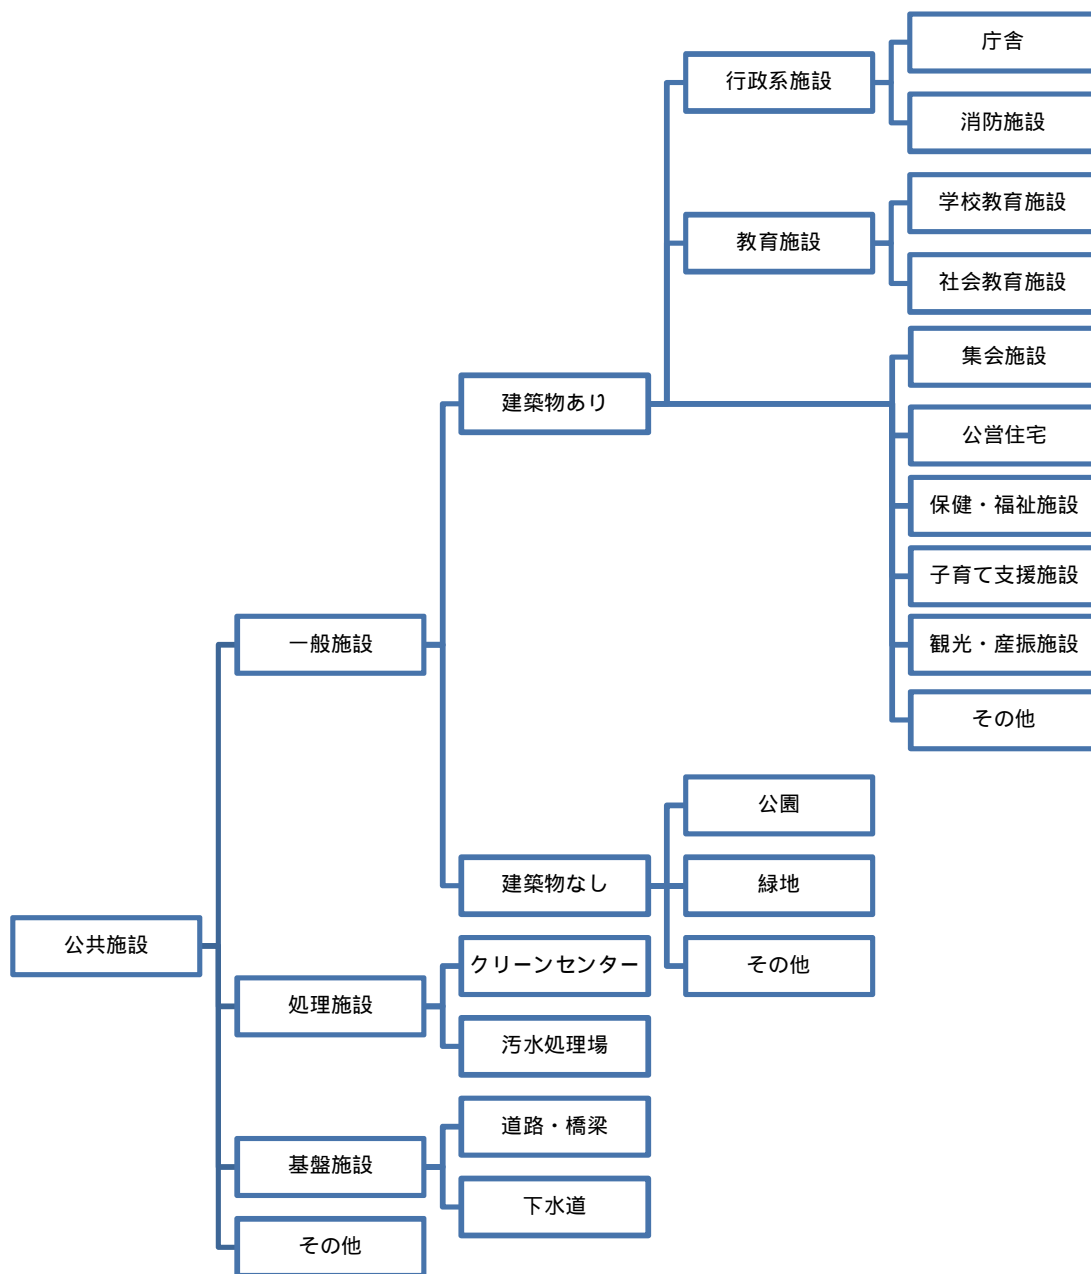 庁舎
行政系施設
消防施設
学校教育施設
教育施設
社会教育施設
集会施設
建築物あり
公営住宅
保健・福祉施設
子育て支援施設
一般施設
観光・産振施設
その他
公園
建築物なし
緑地
公共施設
クリーンセンター
その他
処理施設
汚水処理場
道路・橋梁
基盤施設
下水道
その他